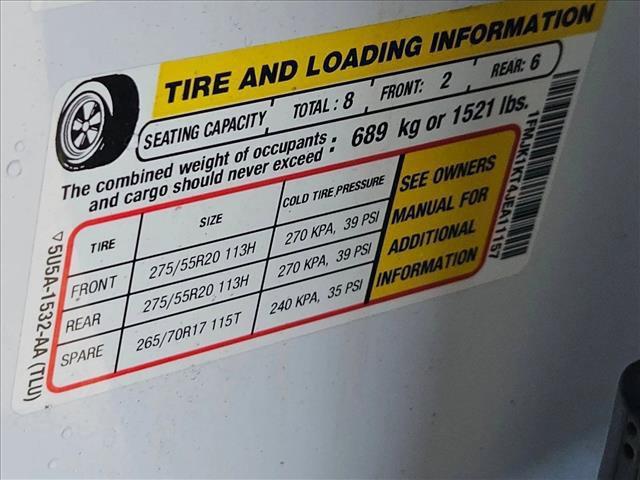 TIRE AND LOADING INFORMATION
SEATING CAPACITY TOTAL : 8 FRONT: 2 REAR: 6
The combined weight of occupants and cargo should never exceed : 689 kg or 1521 lbs.
TIRE SIZE COLD TIRE PRESSURE
FRONT 275/55R20 113H 270 KPA, 39 PSI
REAR 275/55R20 113H 270 KPA, 39 PSI
SPARE 265/70R17 115T 240 KPA, 35 PSI
SEE OWNERS
MANUAL FOR
ADDITIONAL
INFORMATION
5U5A-1532-AA (TLU)
1FMJK1KT4JEA11157